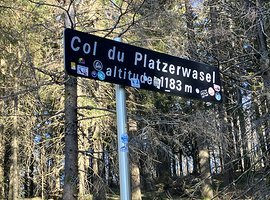 Col du Platzerwasel
altitude 1183 m